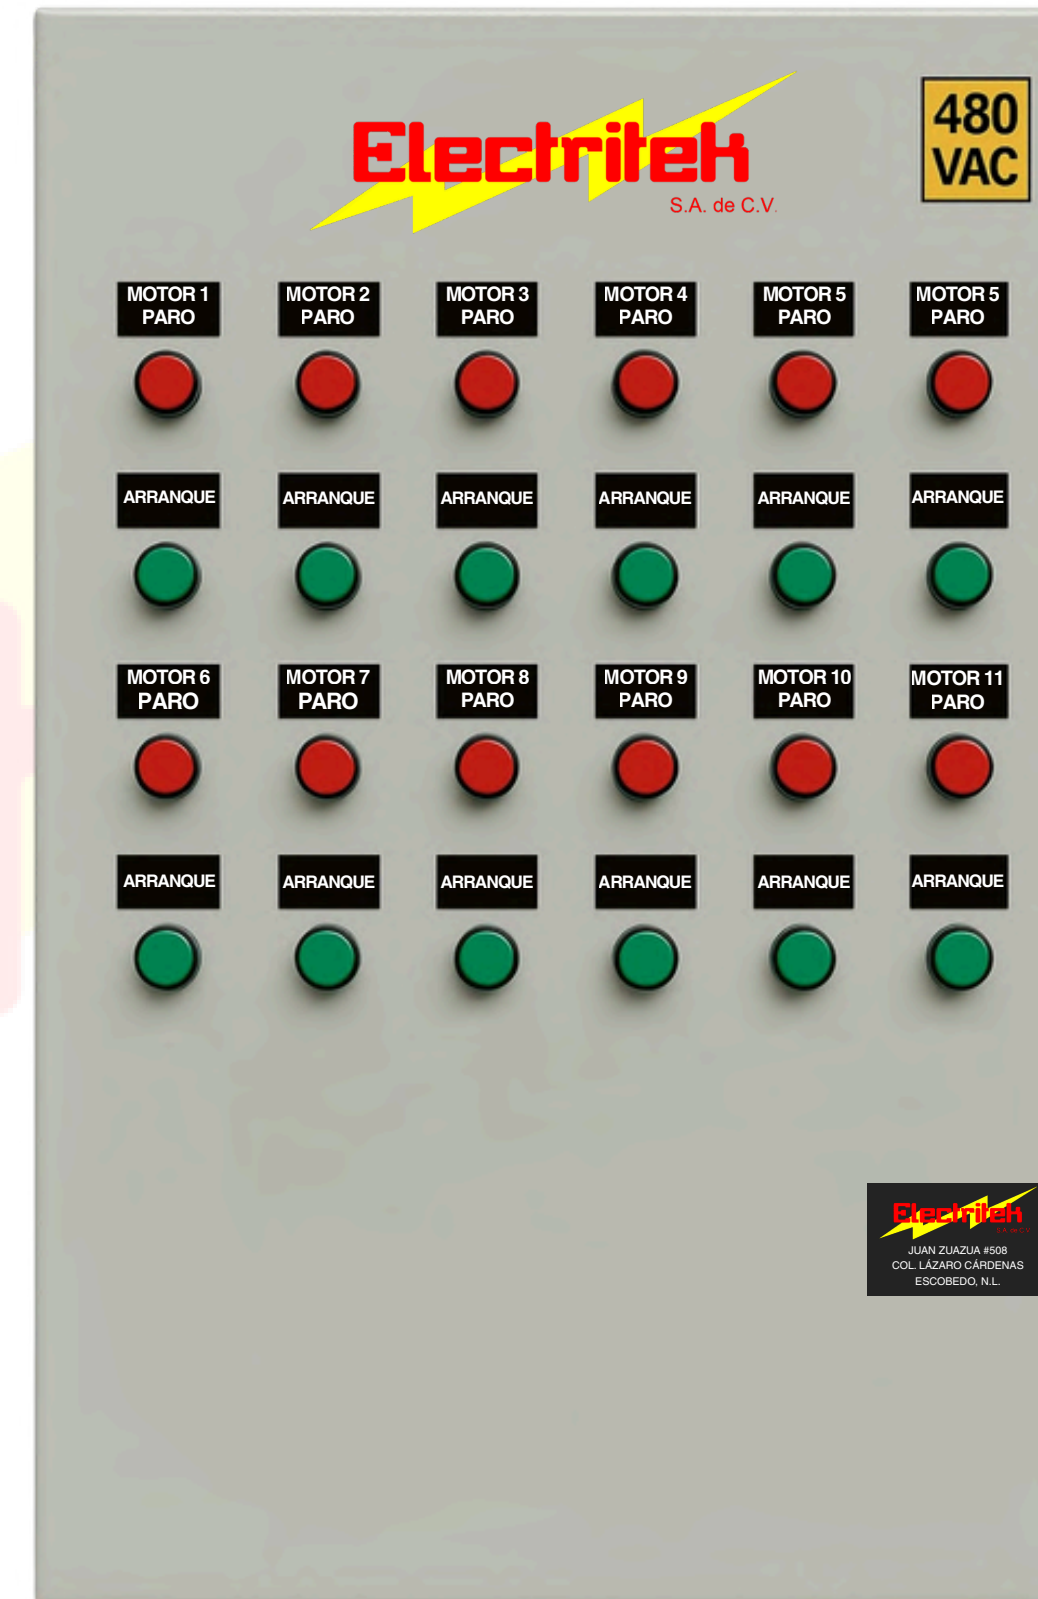 Electritek
S.A. de C.V.
480
VAC
MOTOR 1
PARO
MOTOR 2
PARO
MOTOR 3
PARO
MOTOR 4
PARO
MOTOR 5
PARO
MOTOR 5
PARO
ARRANQUE
ARRANQUE
ARRANQUE
ARRANQUE
ARRANQUE
ARRANQUE
MOTOR 6
PARO
MOTOR 7
PARO
MOTOR 8
PARO
MOTOR 9
PARO
MOTOR 10
PARO
MOTOR 11
PARO
ARRANQUE
ARRANQUE
ARRANQUE
ARRANQUE
ARRANQUE
ARRANQUE
Electritek
S.A. de C.V.
JUAN ZUAZUA #508
COL. LÁZARO CÁRDENAS
ESCOBEDO, N.L.